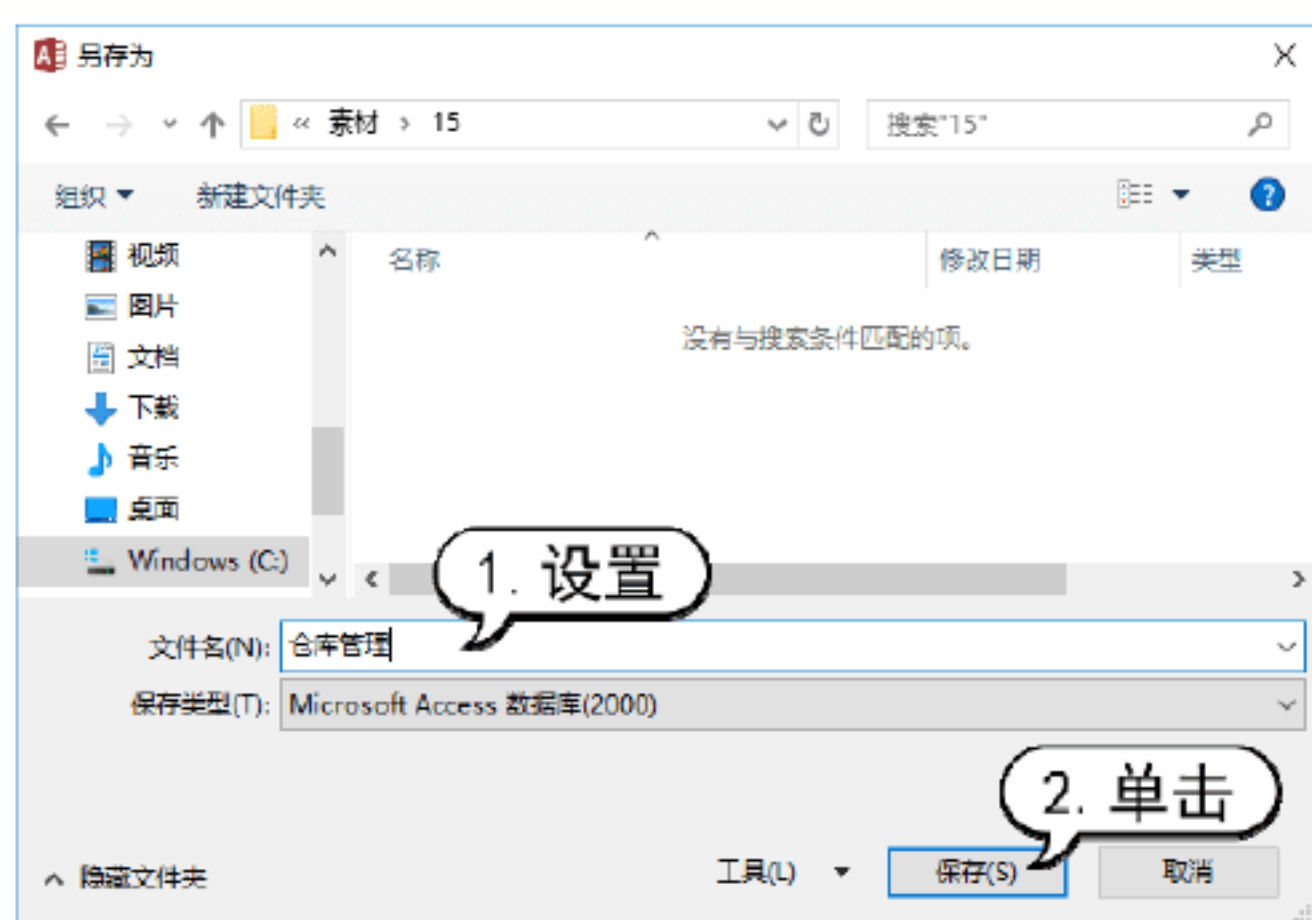 另存为
« 素材 › 15
搜索"15"
组织 新建文件夹
视频
图片
文档
下载
音乐
桌面
Windows (C:)
名称 修改日期 类型
没有与搜索条件匹配的项。
1. 设置
文件名(N): 仓库管理
保存类型(T): Microsoft Access 数据库(2000)
2. 单击
隐藏文件夹
工具(L) 保存(S) 取消